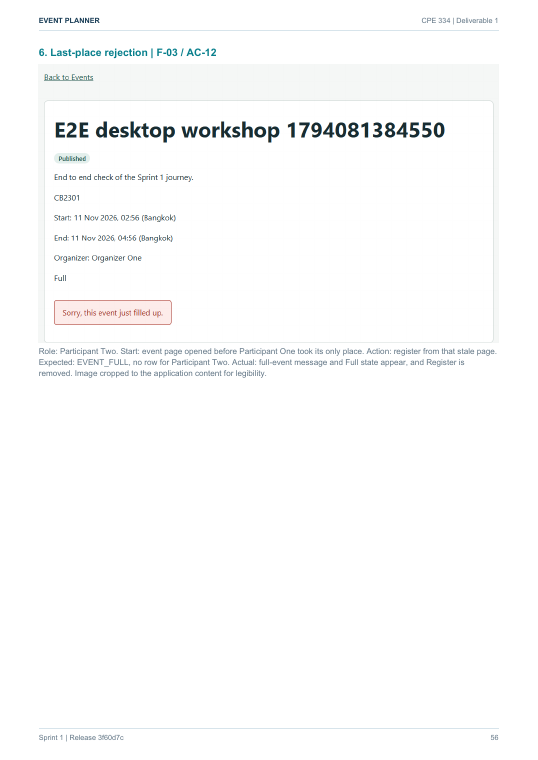 EVENT PLANNER
CPE 334 | Deliverable 1
6. Last-place rejection | F-03 / AC-12
Back to Events
E2E desktop workshop 1794081384550
Published
End to end check of the Sprint 1 journey.
CB2301
Start: 11 Nov 2026, 02:56 (Bangkok)
End: 11 Nov 2026, 04:56 (Bangkok)
Organizer: Organizer One
Full
Sorry, this event just filled up.
Role: Participant Two. Start: event page opened before Participant One took its only place. Action: register from that stale page.
Expected: EVENT_FULL, no row for Participant Two. Actual: full-event message and Full state appear, and Register is
removed. Image cropped to the application content for legibility.
Sprint 1 | Release 3f60d7c
56